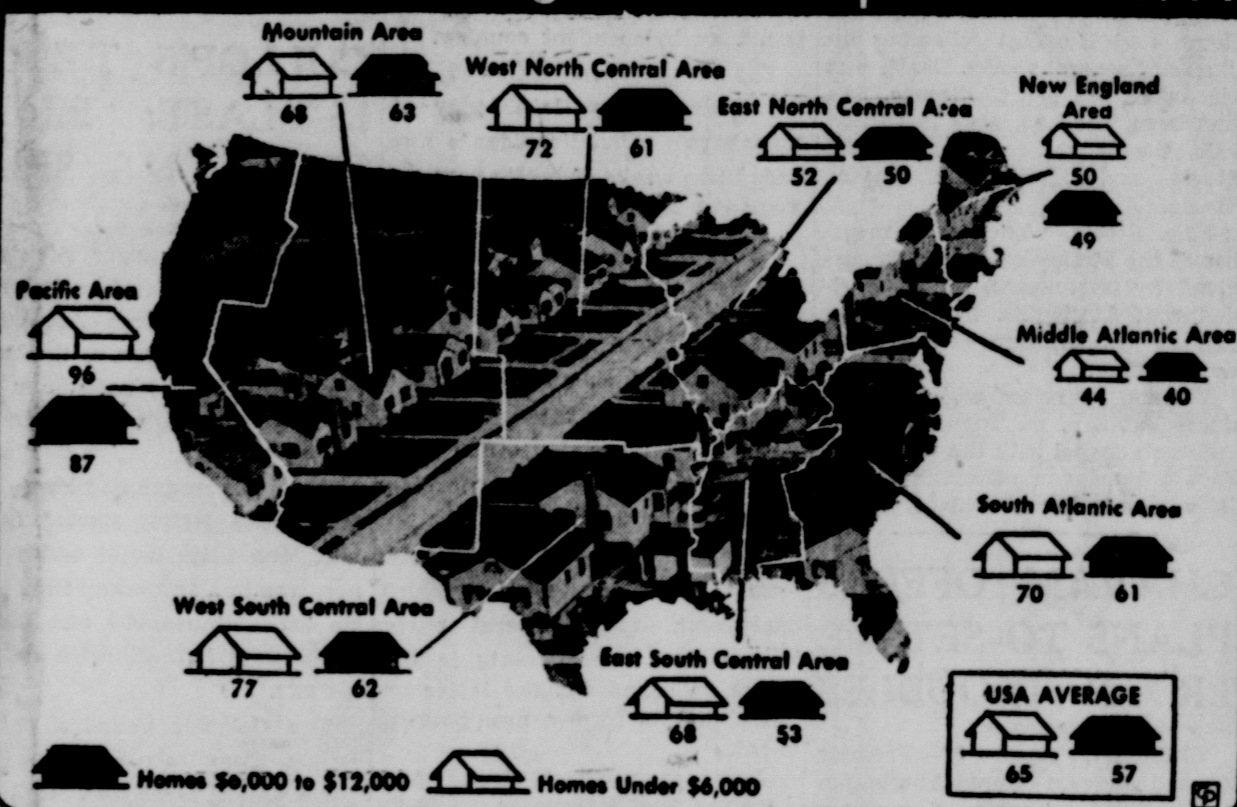 Mountain Area
68 63
West North Central Area
72 61
East North Central Area
52 50
New England
Area
50
49
Pacific Area
96
87
Middle Atlantic Area
44 40
South Atlantic Area
70 61
West South Central Area
77 62
East South Central Area
68 53
USA AVERAGE
65 57
Homes $6,000 to $12,000
Homes Under $6,000
CP